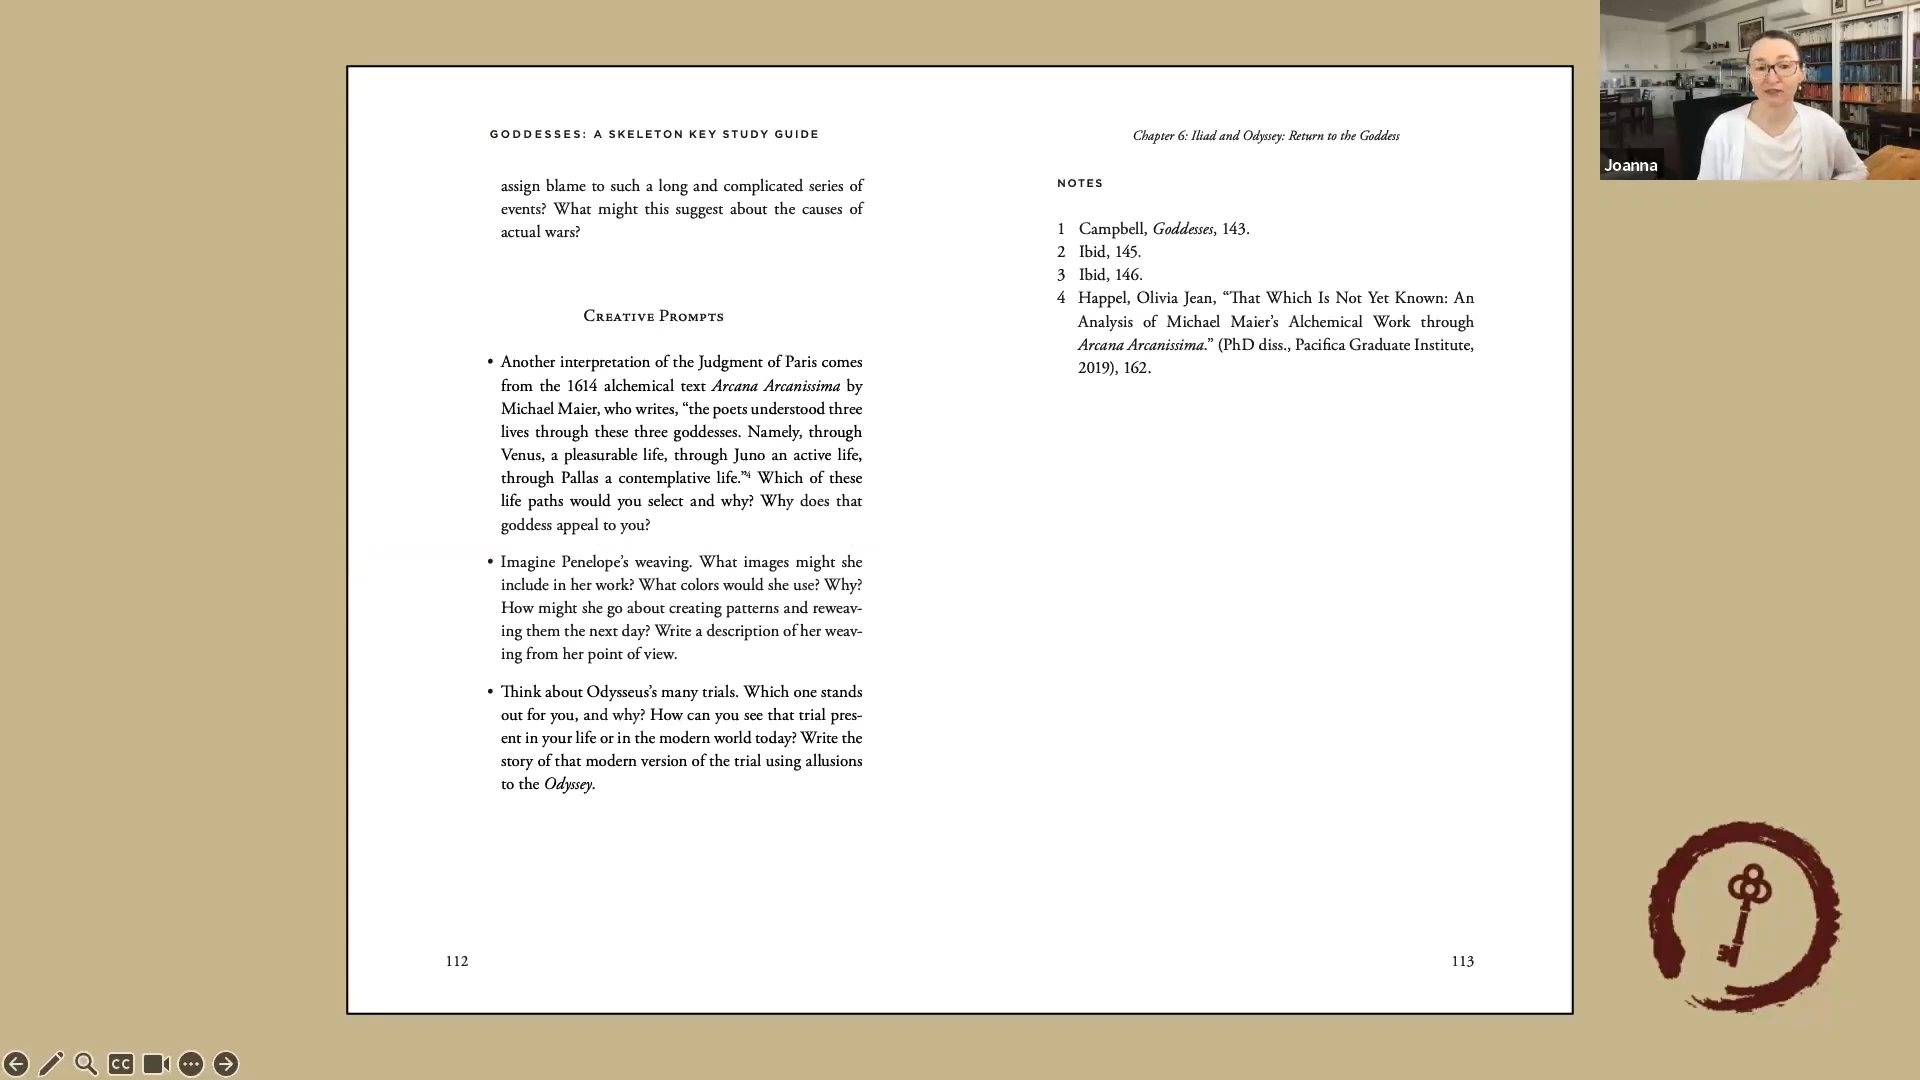 GODDESSES: A SKELETON KEY STUDY GUIDE
assign blame to such a long and complicated series of
events? What might this suggest about the causes of
actual wars?
Creative Prompts
• Another interpretation of the Judgment of Paris comes
from the 1614 alchemical text Arcana Arcanissima by
Michael Maier, who writes, “the poets understood three
lives through these three goddesses. Namely, through
Venus, a pleasurable life, through Juno an active life,
through Pallas a contemplative life.”4 Which of these
life paths would you select and why? Why does that
goddess appeal to you?
• Imagine Penelope’s weaving. What images might she
include in her work? What colors would she use? Why?
How might she go about creating patterns and reweav-
ing them the next day? Write a description of her weav-
ing from her point of view.
• Think about Odysseus’s many trials. Which one stands
out for you, and why? How can you see that trial pres-
ent in your life or in the modern world today? Write the
story of that modern version of the trial using allusions
to the Odyssey.
112
Chapter 6: Iliad and Odyssey: Return to the Goddess
NOTES
1 Campbell, Goddesses, 143.
2 Ibid, 145.
3 Ibid, 146.
4 Happel, Olivia Jean, “That Which Is Not Yet Known: An
Analysis of Michael Maier’s Alchemical Work through
Arcana Arcanissima.” (PhD diss., Pacifica Graduate Institute,
2019), 162.
113
Joanna
CC